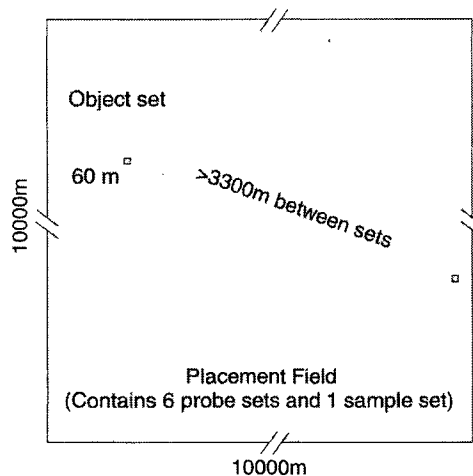 Object set
60 m
>3300m between sets
10000m
Placement Field
(Contains 6 probe sets and 1 sample set)
10000m